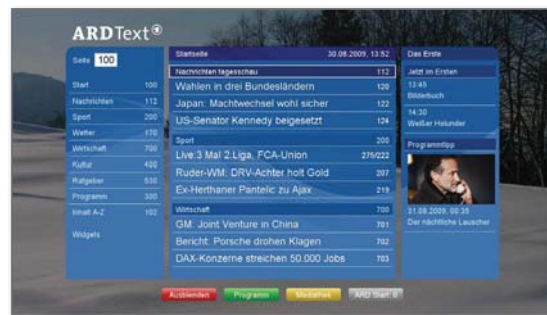 ARD Text
Seite 100
Start 100
Nachrichten 112
Sport 200
Wetter 170
Wirtschaft 700
Kultur 400
Ratgeber 530
Programm 300
Inhalt A-Z 102
Widgets
Startseite 30.08.2009, 13:52
Nachrichten tagesschau 112
Wahlen in drei Bundesländern 120
Japan: Machtwechsel wohl sicher 122
US-Senator Kennedy beigesetzt 124
Sport 200
Live:3 Mal 2.Liga, FCA-Union 275/222
Ruder-WM: DRV-Achter holt Gold 207
Ex-Herthaner Pantelic zu Ajax 219
Wirtschaft 700
GM: Joint Venture in China 701
Bericht: Porsche drohen Klagen 702
DAX-Konzerne streichen 50.000 Jobs 703
Das Erste
Jetzt im Ersten
13:45
Bilderbuch
14:30
Weißer Holunder
Programmtipp
31.08.2009, 00:35
Der nächtliche Lauscher
Ausblenden Programm Mediathek ARD Start: 0